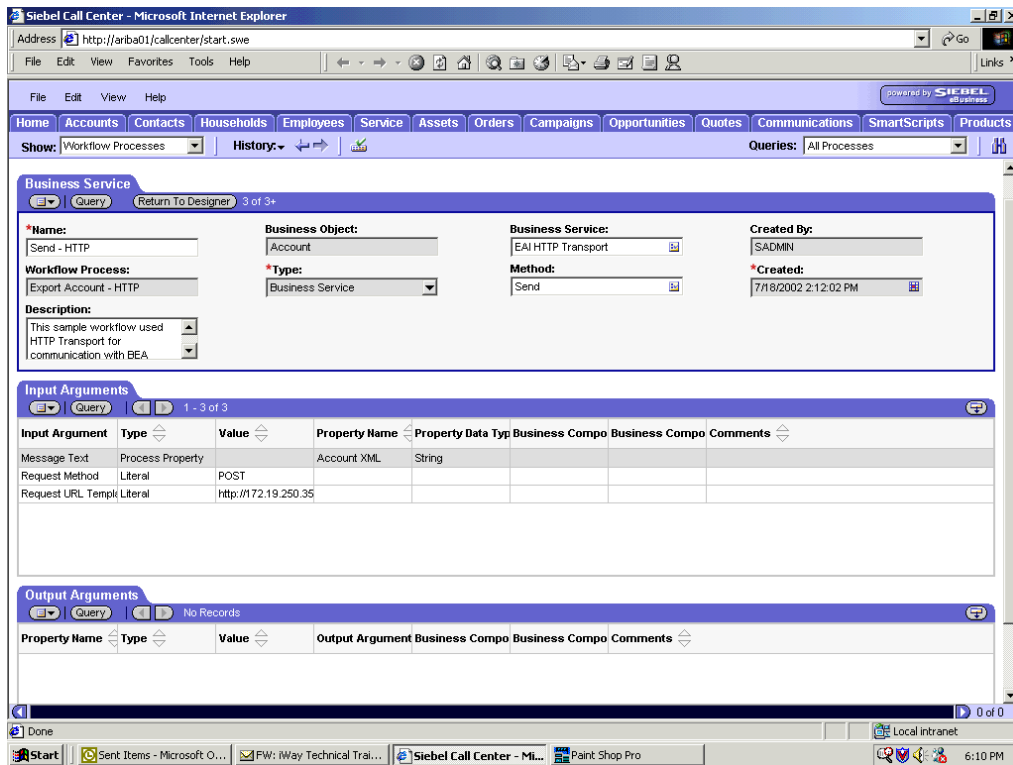 Siebel Call Center - Microsoft Internet Explorer
Address http://ariba01/callcenter/start.swe Go
File Edit View Favorites Tools Help Links
File Edit View Help powered by SIEBEL eBusiness
Home Accounts Contacts Households Employees Service Assets Orders Campaigns Opportunities Quotes Communications SmartScripts Products
Show: Workflow Processes History: Queries: All Processes
Business Service
Query Return To Designer 3 of 3+
*Name: Business Object: Business Service: Created By:
Send - HTTP Account EAI HTTP Transport SADMIN
Workflow Process: *Type: Method: *Created:
Export Account - HTTP Business Service Send 7/18/2002 2:12:02 PM
Description:
This sample workflow used
HTTP Transport for
communication with BEA
Input Arguments
Query 1 - 3 of 3
Input Argument Type Value Property Name Property Data Typ Business Compo Business Compo Comments
Message Text Process Property Account XML String
Request Method Literal POST
Request URL Templa Literal http://172.19.250.35
Output Arguments
Query No Records
Property Name Type Value Output Argument Business Compo Business Compo Comments
0 of 0
Done Local intranet
Start Sent Items - Microsoft O... FW: iWay Technical Trai... Siebel Call Center - Mi... Paint Shop Pro 6:10 PM